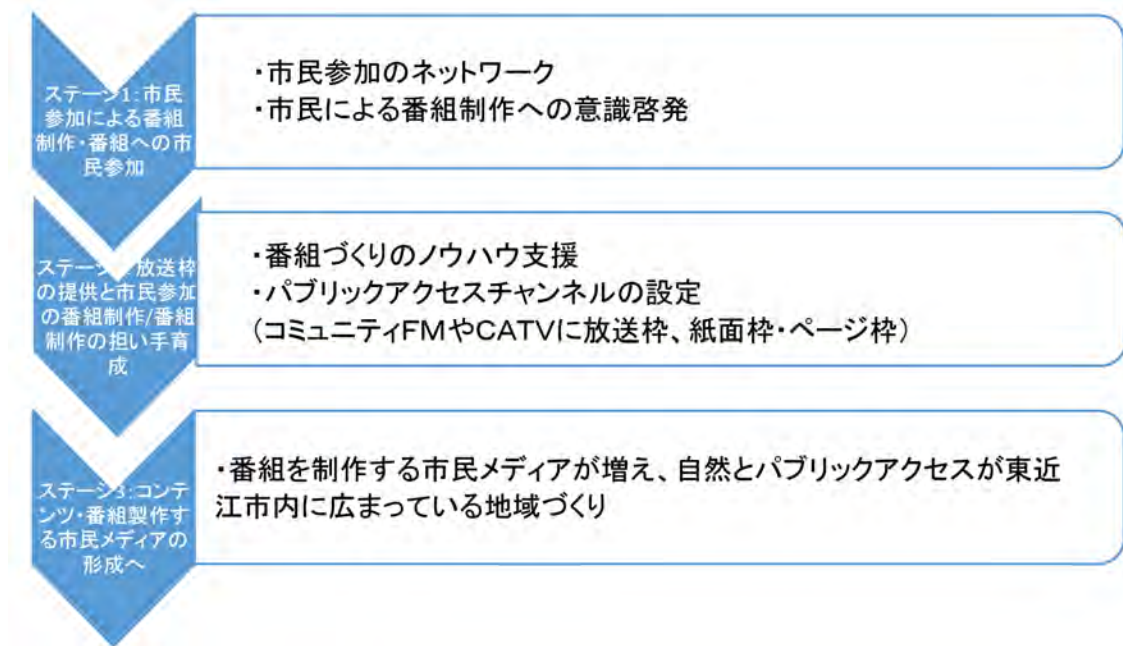 ステージ1:市民
参加による番組
制作・番組への市
民参加
・市民参加のネットワーク
・市民による番組制作への意識啓発
ステージ 放送枠
の提供と市民参加
の番組制作/番組
制作の担い手育
成
・番組づくりのノウハウ支援
・パブリックアクセスチャンネルの設定
(コミュニティFMやCATVに放送枠、紙面枠・ページ枠)
ステージ3:コンテ
ンツ・番組製作す
る市民メディアの
形成へ
・番組を制作する市民メディアが増え、自然とパブリックアクセスが東近
江市内に広まっている地域づくり